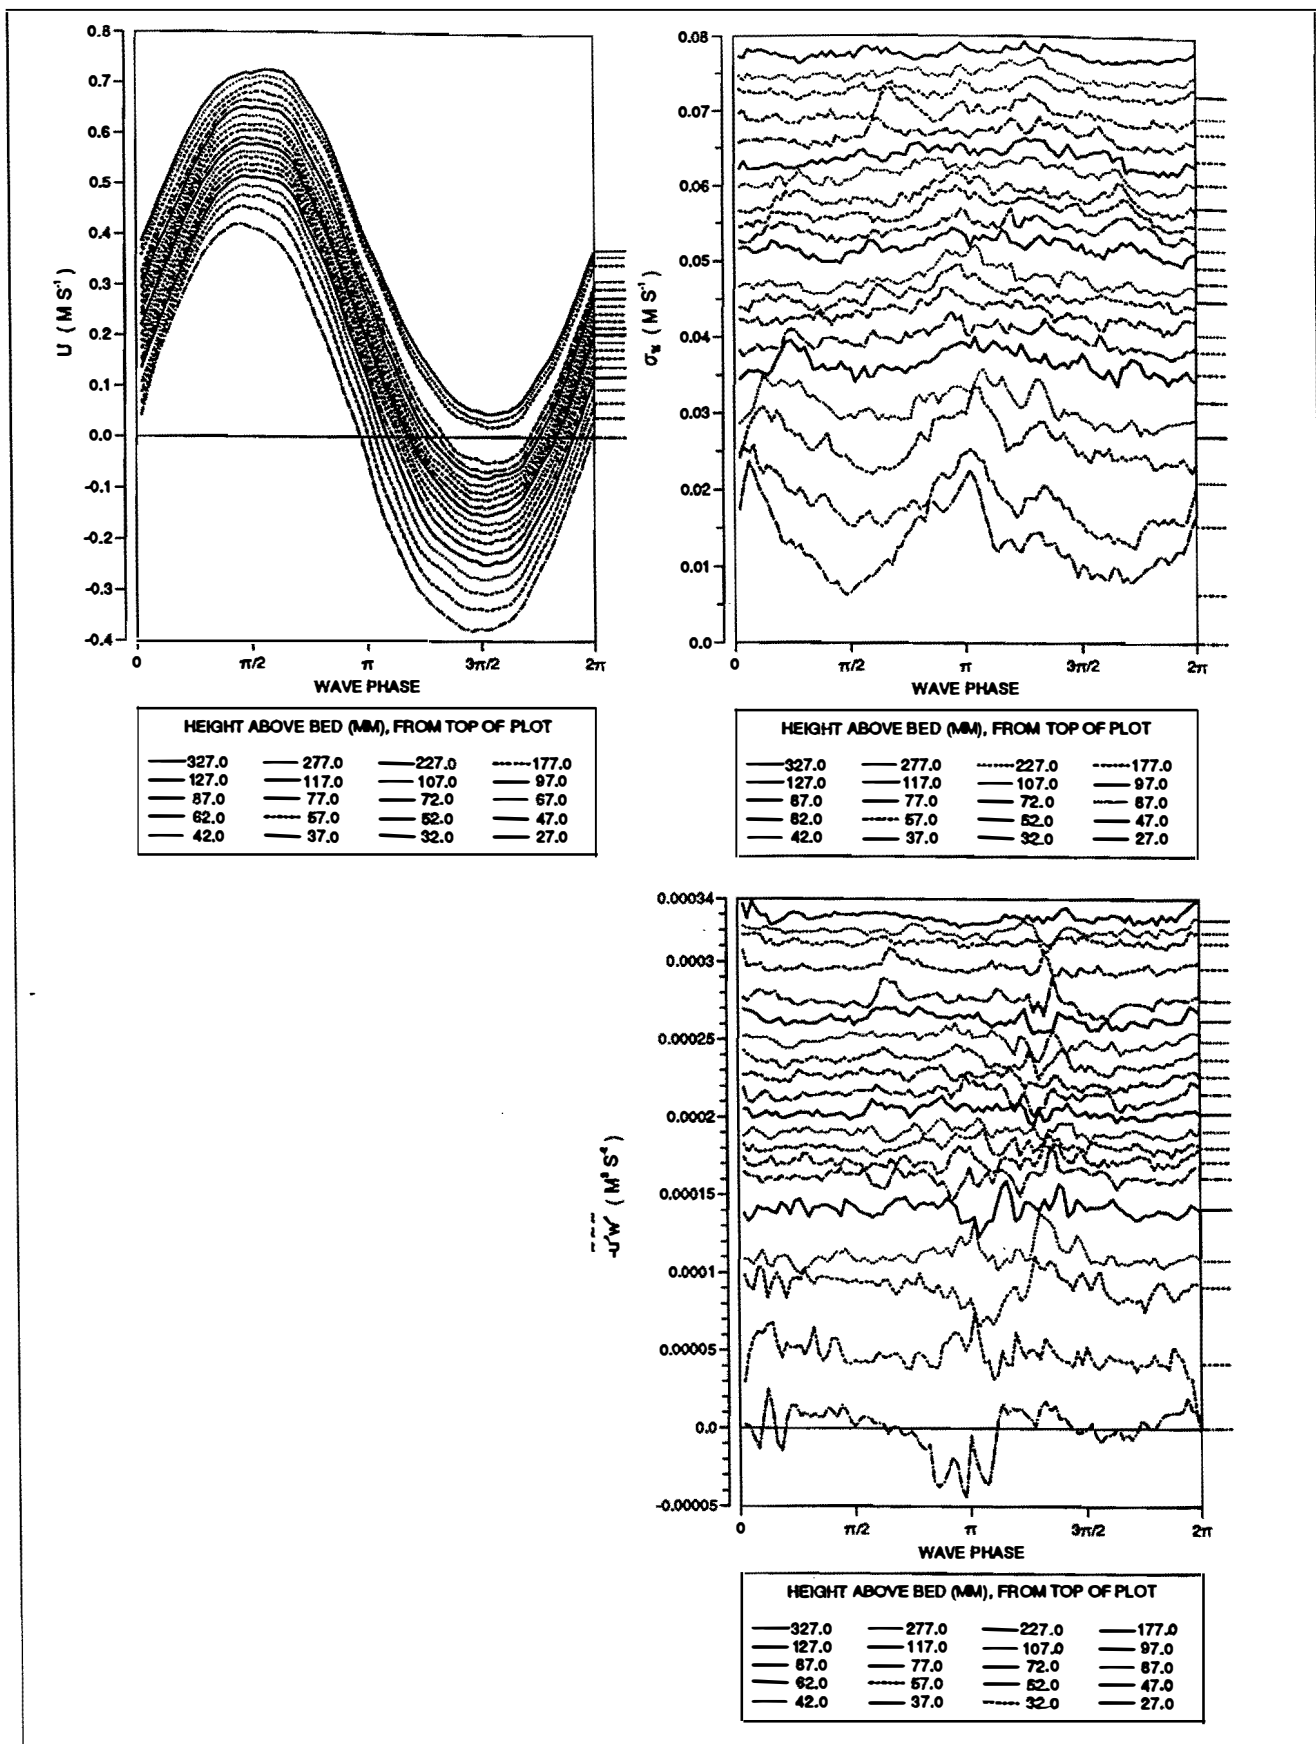 0.8
0.7
0.6
0.5
0.4
0.3
0.2
0.1
0.0
-0.1
-0.2
-0.3
-0.4
U ( M S⁻¹ )
0 π/2 π 3π/2 2π
WAVE PHASE
HEIGHT ABOVE BED (MM), FROM TOP OF PLOT
327.0 277.0 227.0 177.0
127.0 117.0 107.0 97.0
87.0 77.0 72.0 67.0
62.0 57.0 52.0 47.0
42.0 37.0 32.0 27.0
0.08
0.07
0.06
0.05
0.04
0.03
0.02
0.01
0.0
( M S⁻¹ )
0 π/2 π 3π/2 2π
WAVE PHASE
HEIGHT ABOVE BED (MM), FROM TOP OF PLOT
327.0 277.0 227.0 177.0
127.0 117.0 107.0 97.0
87.0 77.0 72.0 67.0
62.0 57.0 52.0 47.0
42.0 37.0 32.0 27.0
0.00034
0.0003
0.00025
0.0002
0.00015
0.0001
0.00005
0.0
-0.00005
-u'w' ( M² S⁻² )
0 π/2 π 3π/2 2π
WAVE PHASE
HEIGHT ABOVE BED (MM), FROM TOP OF PLOT
327.0 277.0 227.0 177.0
127.0 117.0 107.0 97.0
87.0 77.0 72.0 67.0
62.0 57.0 52.0 47.0
42.0 37.0 32.0 27.0